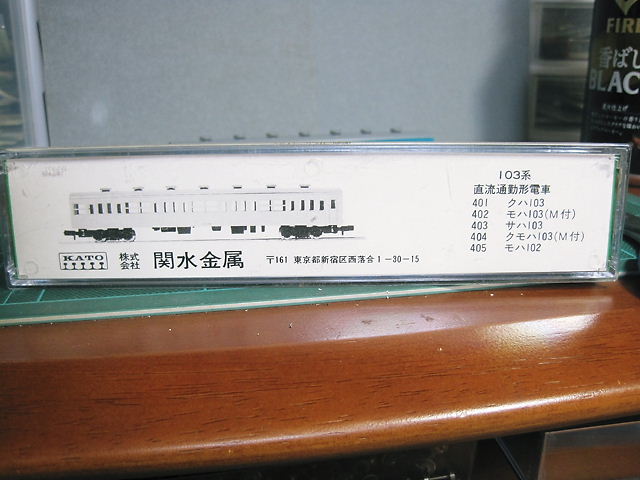 FIRE
香ばし
BLAC
103系
直流通勤形電車
401 クハ103
402 モハ103(M付)
403 サハ103
404 クモハ103(M付)
405 モハ102
KATO
株式会社 関水金属 〒161 東京都新宿区西落合1-30-15